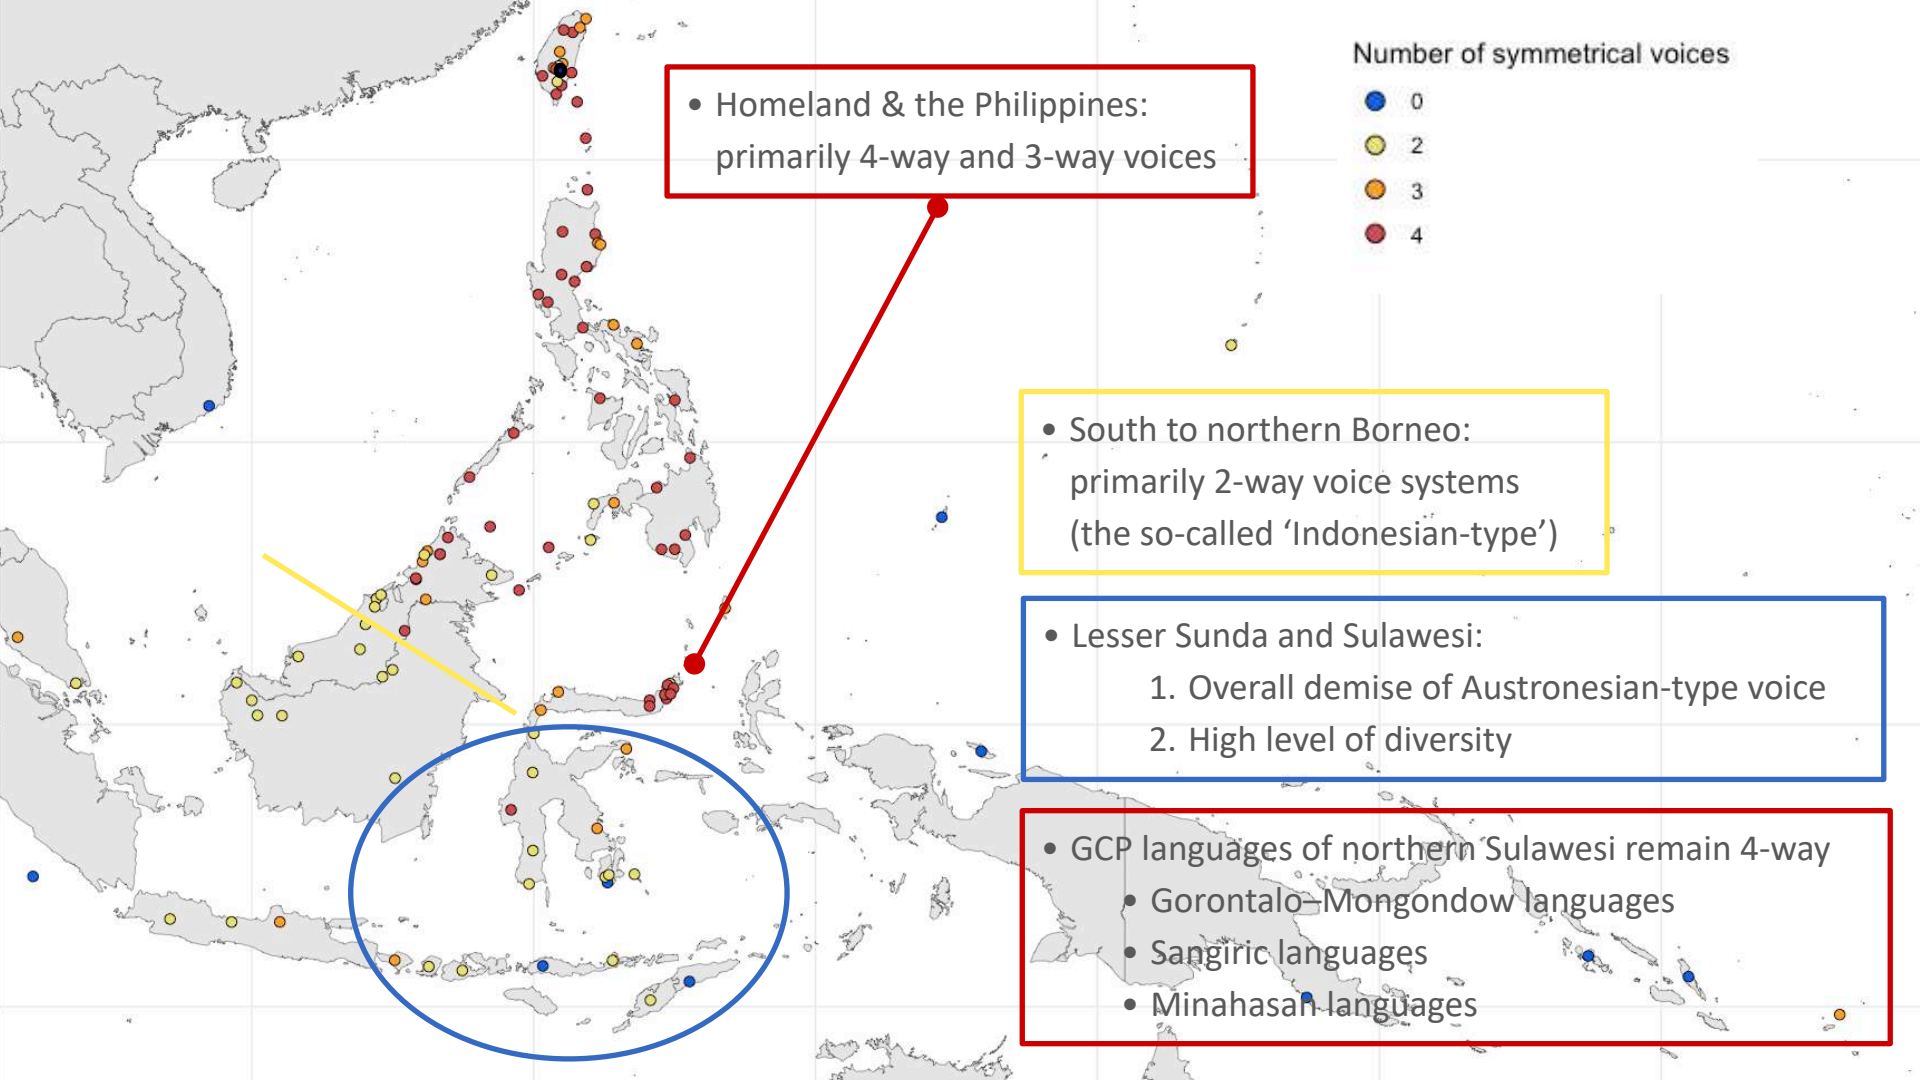 Number of symmetrical voices
0
2
3
4
• Homeland & the Philippines:
primarily 4-way and 3-way voices
• South to northern Borneo:
primarily 2-way voice systems
(the so-called ‘Indonesian-type’)
• Lesser Sunda and Sulawesi:
1. Overall demise of Austronesian-type voice
2. High level of diversity
• GCP languages of northern Sulawesi remain 4-way
• Gorontalo–Mongondow languages
• Sangiric languages
• Minahasan languages